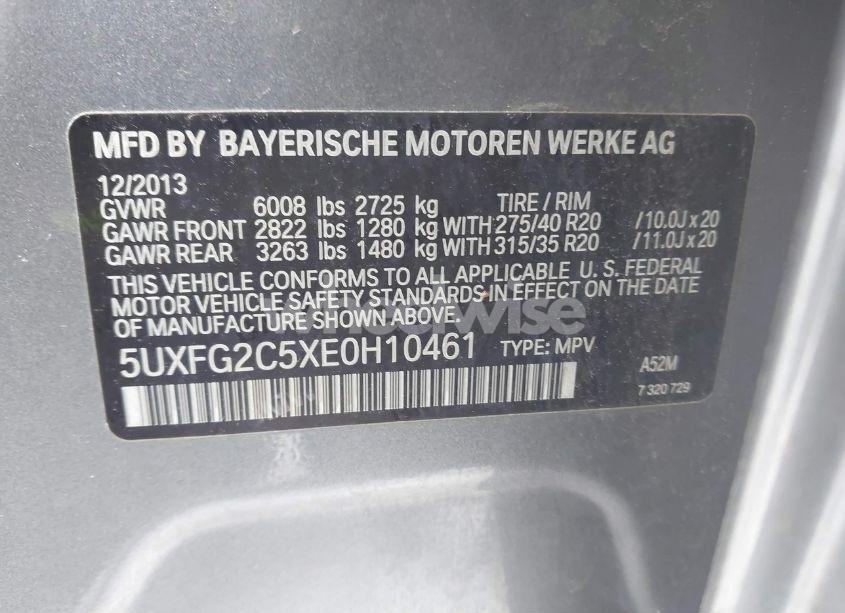 MFD BY BAYERISCHE MOTOREN WERKE AG
12/2013
GVWR 6008 lbs 2725 kg TIRE / RIM
GAWR FRONT 2822 lbs 1280 kg WITH 275/40 R20 /10.0J x 20
GAWR REAR 3263 lbs 1480 kg WITH 315/35 R20 /11.0J x 20
THIS VEHICLE CONFORMS TO ALL APPLICABLE U. S. FEDERAL
MOTOR VEHICLE SAFETY STANDARDS IN EFFECT ON THE DATE
OF MANUFACTURE SHOWN ABOVE.
wheelwise
5UXFG2C5XE0H10461 TYPE: MPV A52M
7 320 729